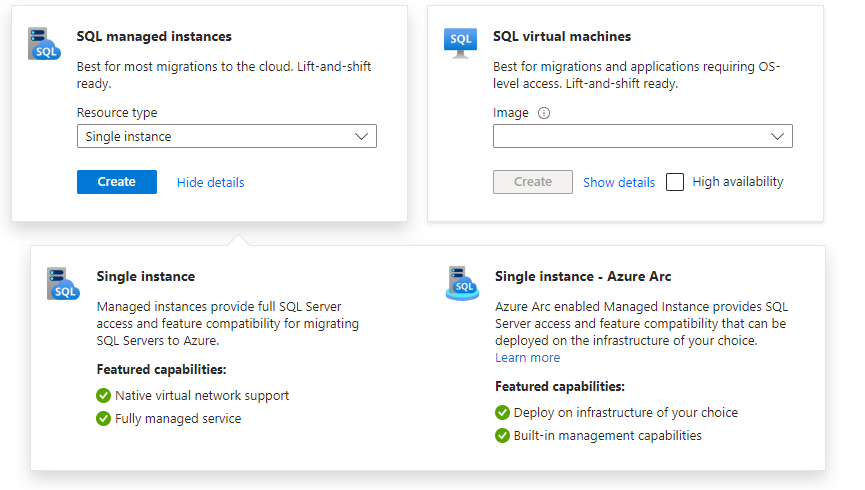 SQL
SQL managed instances
Best for most migrations to the cloud. Lift-and-shift
ready.
Resource type
Single instance
Create
Hide details
SQL
SQL virtual machines
Best for migrations and applications requiring OS-
level access. Lift-and-shift ready.
Image
Create
Show details
High availability
SQL
Single instance
Managed instances provide full SQL Server
access and feature compatibility for migrating
SQL Servers to Azure.
Featured capabilities:
Native virtual network support
Fully managed service
SQL
Single instance - Azure Arc
Azure Arc enabled Managed Instance provides SQL
Server access and feature compatibility that can be
deployed on the infrastructure of your choice.
Learn more
Featured capabilities:
Deploy on infrastructure of your choice
Built-in management capabilities